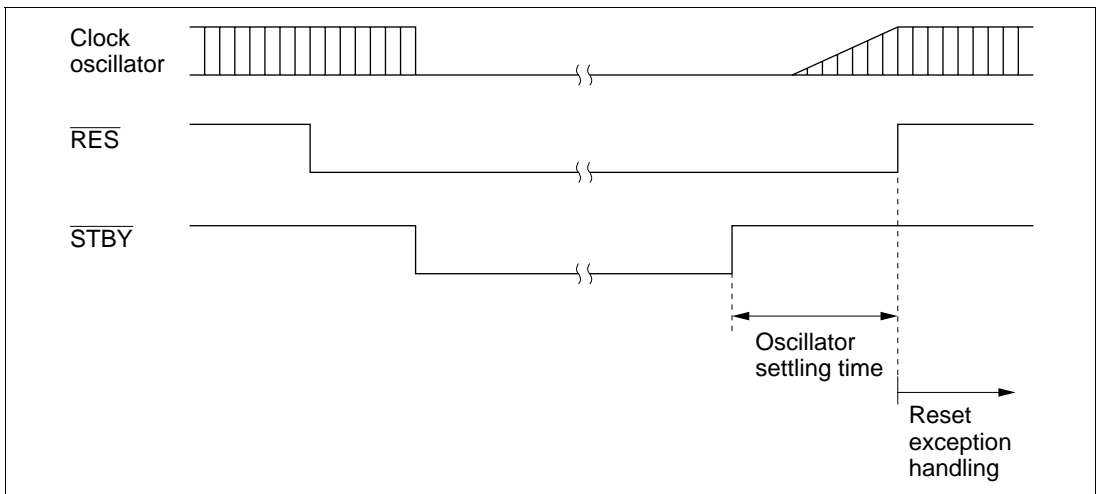 Clock
oscillator
RES
STBY
Oscillator
settling time
Reset
exception
handling